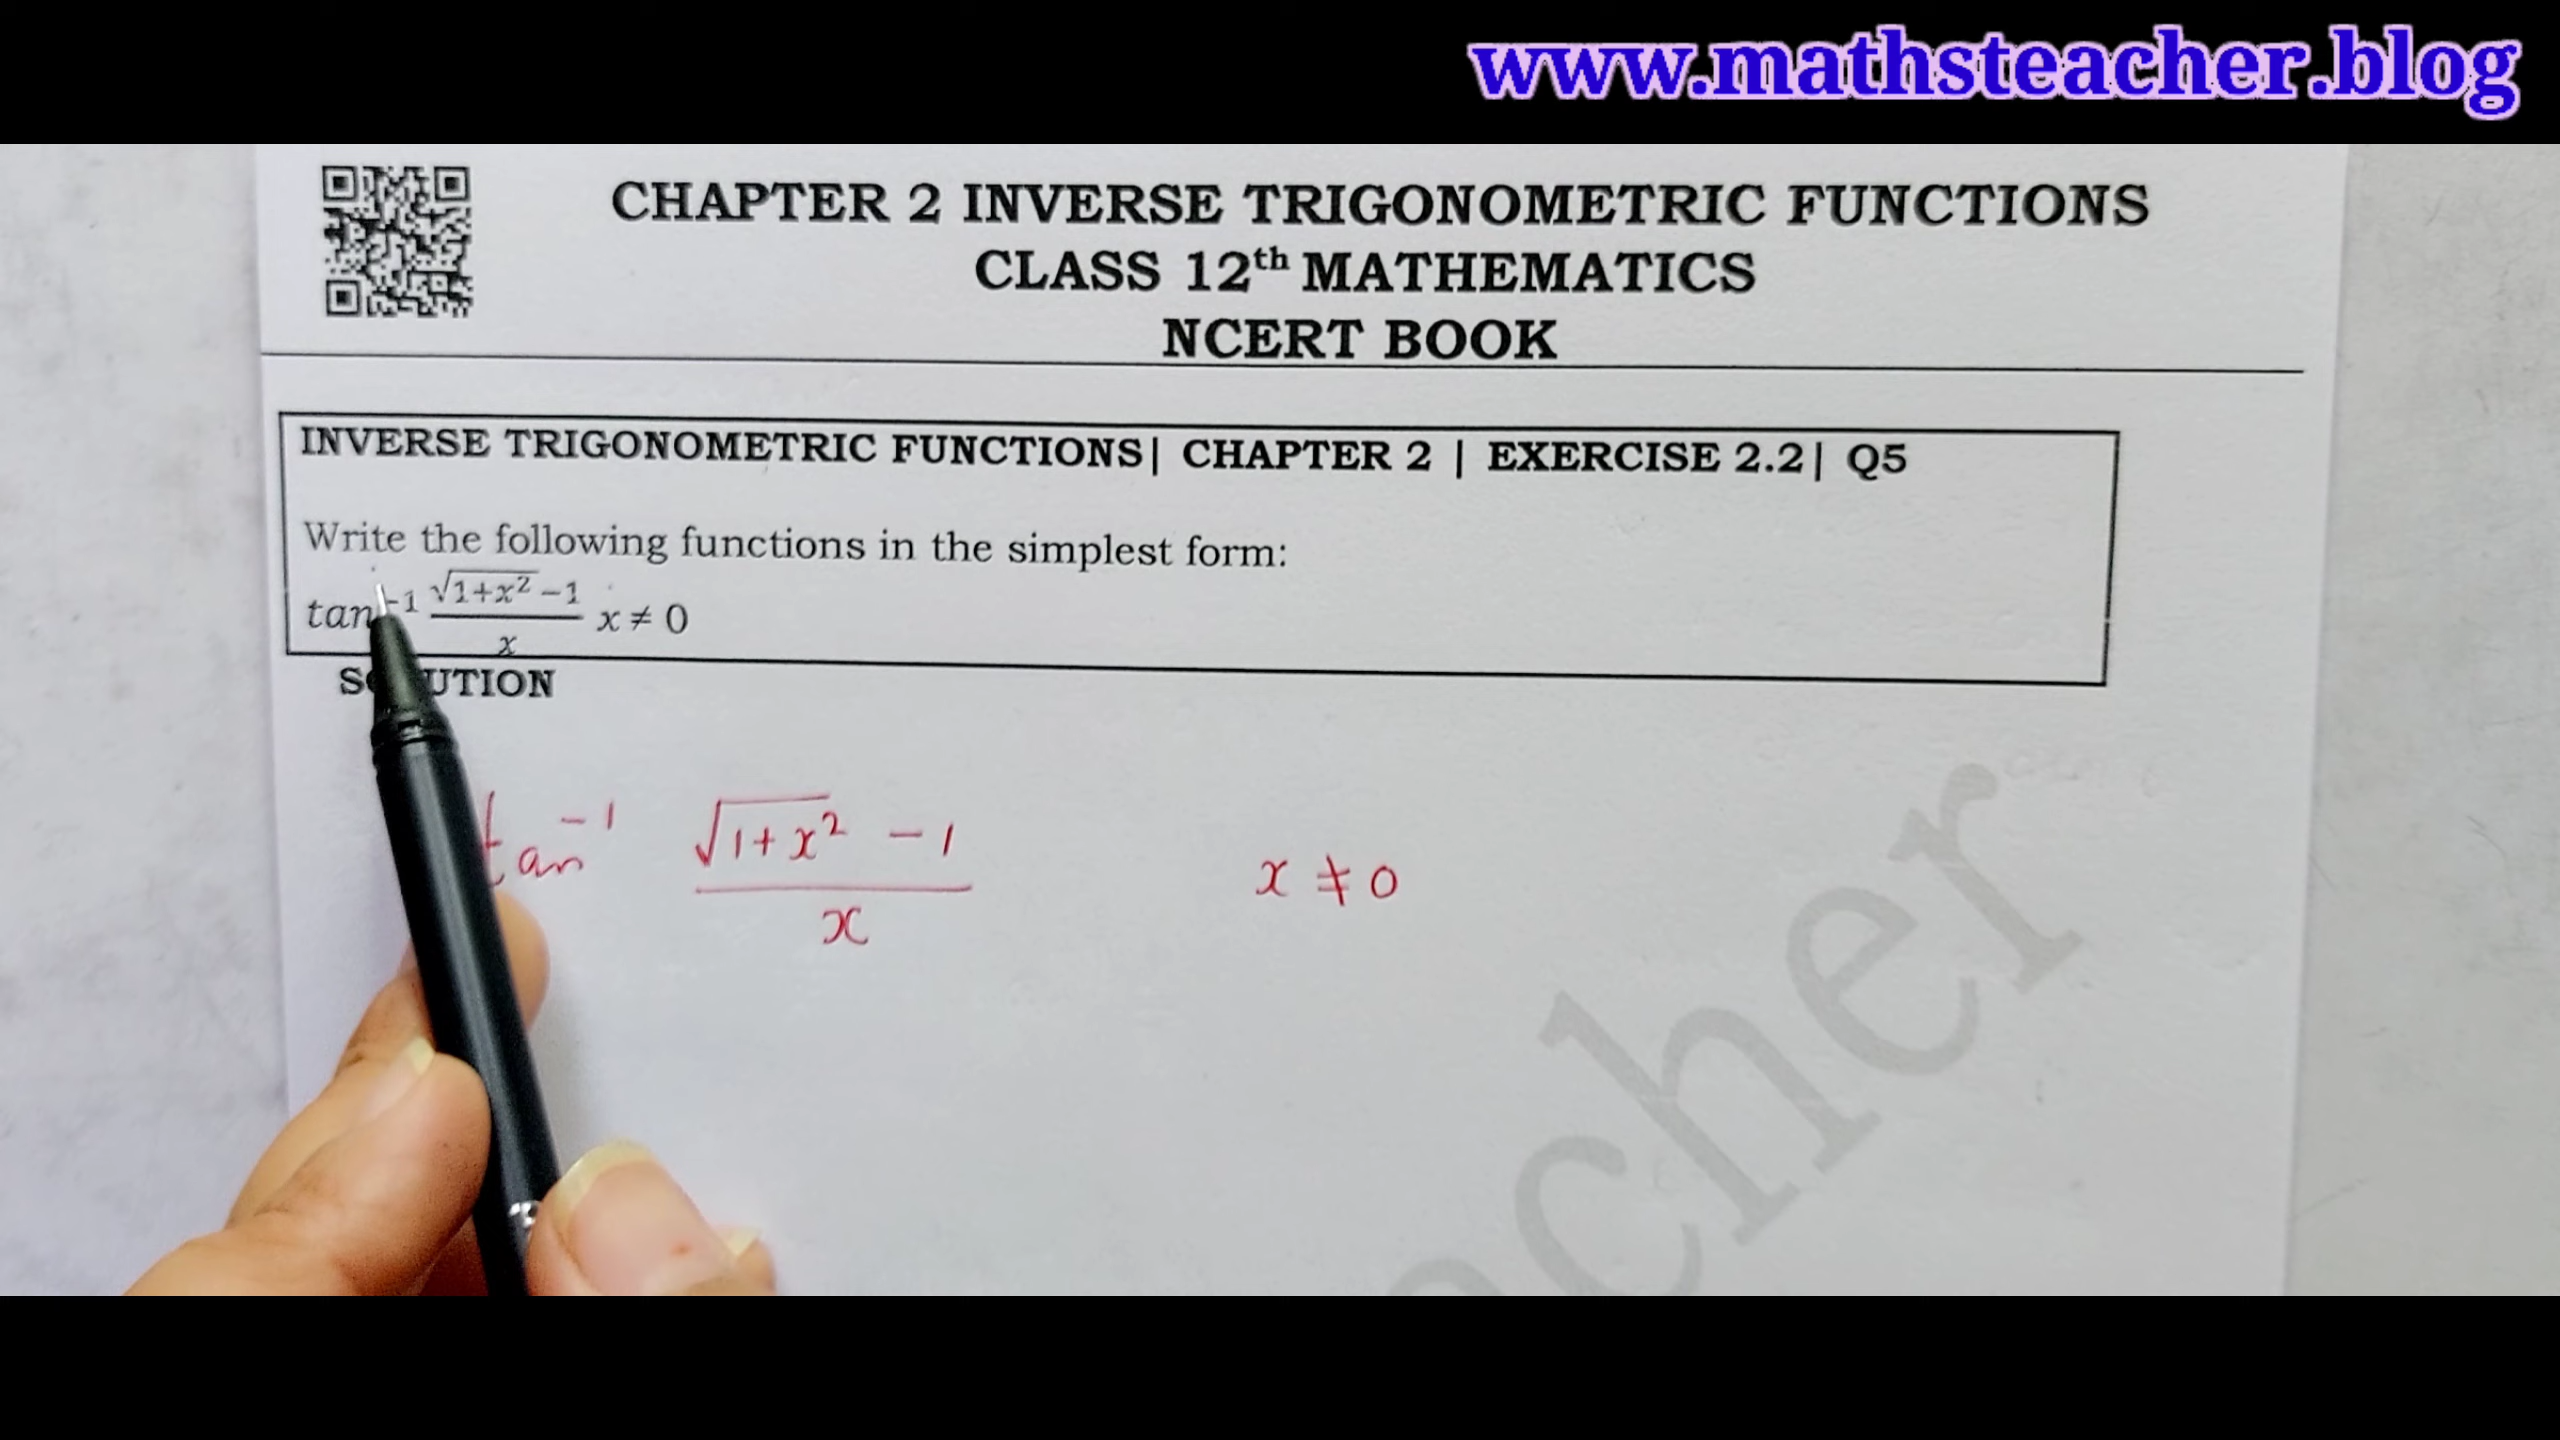 www.mathsteacher.blog
CHAPTER 2 INVERSE TRIGONOMETRIC FUNCTIONS
CLASS 12th MATHEMATICS
NCERT BOOK
INVERSE TRIGONOMETRIC FUNCTIONS| CHAPTER 2 | EXERCISE 2.2| Q5
Write the following functions in the simplest form:
tan⁻¹ (√(1+x²) −1)/x x ≠ 0
SOLUTION
tan⁻¹ (√(1+x²) −1)/x x ≠ 0